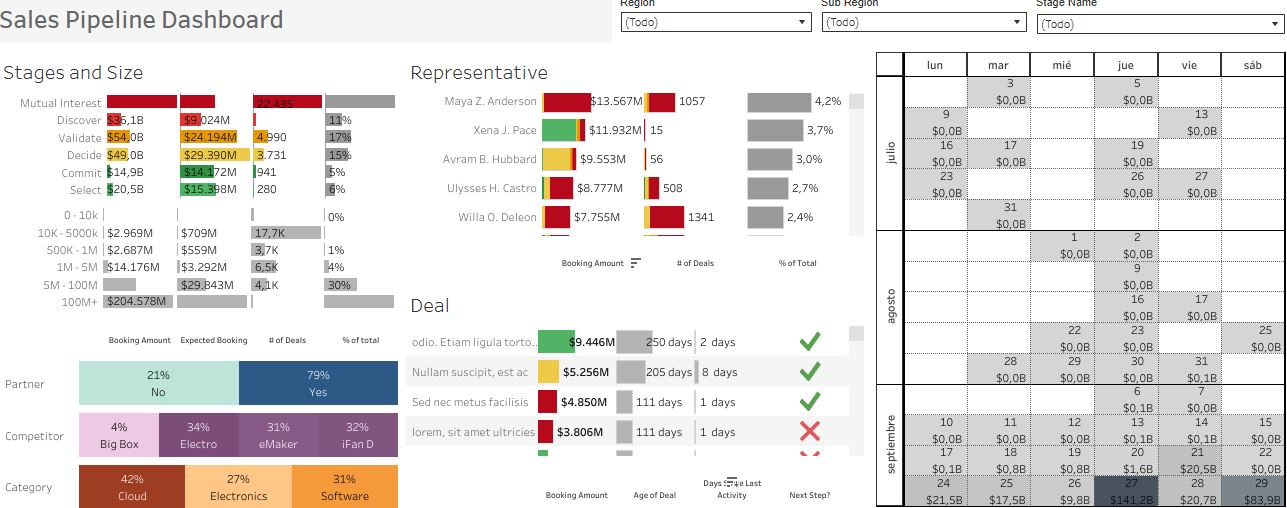 Sales Pipeline Dashboard
Region
(Todo)
Sub Region
(Todo)
Stage Name
(Todo)
Stages and Size
Mutual Interest 22.435
Discover $36,1B $9.024M 11%
Validate $54,0B $24.194M 4.990 17%
Decide $49,0B $29.390M 3.731 15%
Commit $14,9B $14.172M 941 5%
Select $20,5B $15.398M 280 6%
0 - 10k 0%
10K - 5000k $2.969M $709M 17,7K
500K - 1M $2.687M $559M 3,7K 1%
1M - 5M $14.176M $3.292M 6,5K 4%
5M - 100M $29.843M 4,1K 30%
100M+ $204.578M
Booking Amount Expected Booking # of Deals % of total
Partner
21% 79%
No Yes
Competitor
4% 34% 31% 32%
Big Box Electro eMaker iFan D
Category
42% 27% 31%
Cloud Electronics Software
Representative
Maya Z. Anderson $13.567M 1057 4,2%
Xena J. Pace $11.932M 15 3,7%
Avram B. Hubbard $9.553M 56 3,0%
Ulysses H. Castro $8.777M 508 2,7%
Willa O. Deleon $7.755M 1341 2,4%
Booking Amount # of Deals % of Total
Deal
odio. Etiam ligula torto.. $9.446M 250 days 2 days
Nullam suscipit, est ac $5.256M 205 days 8 days
Sed nec metus facilisis $4.850M 111 days 1 days
lorem, sit amet ultricies $3.806M 111 days 1 days
Booking Amount Age of Deal Days Since Last Activity Next Step?
lun mar mié jue vie sáb
julio
3 5
$0,0B $0,0B
9 13
$0,0B $0,0B
16 17 19
$0,0B $0,0B $0,0B
23 26 27
$0,0B $0,0B $0,0B
31
$0,0B
agosto
1 2
$0,0B $0,0B
9
$0,0B
16 17
$0,0B $0,0B
22 23 25
$0,0B $0,0B $0,0B
28 29 30 31
$0,0B $0,0B $0,0B $0,1B
septiembre
6 7
$0,1B $0,0B
10 11 12 13 14 15
$0,1B $0,0B $0,0B $0,1B $0,1B $0,0B
17 18 19 20 21 22
$0,1B $0,8B $0,8B $1,6B $20,5B $0,0B
24 25 26 27 28 29
$21,5B $17,5B $9,8B $141,2B $20,7B $83,9B